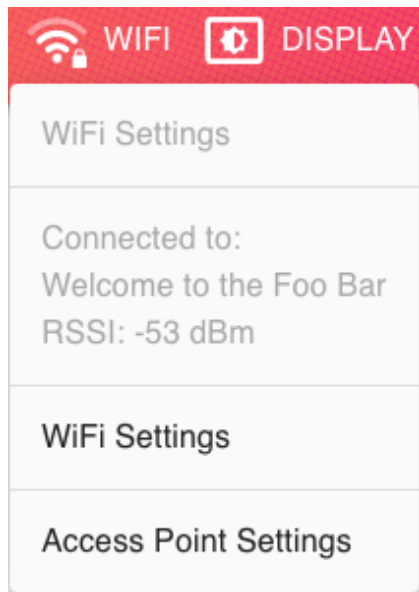 WIFI DISPLAY
WiFi Settings
Connected to:
Welcome to the Foo Bar
RSSI: -53 dBm
WiFi Settings
Access Point Settings